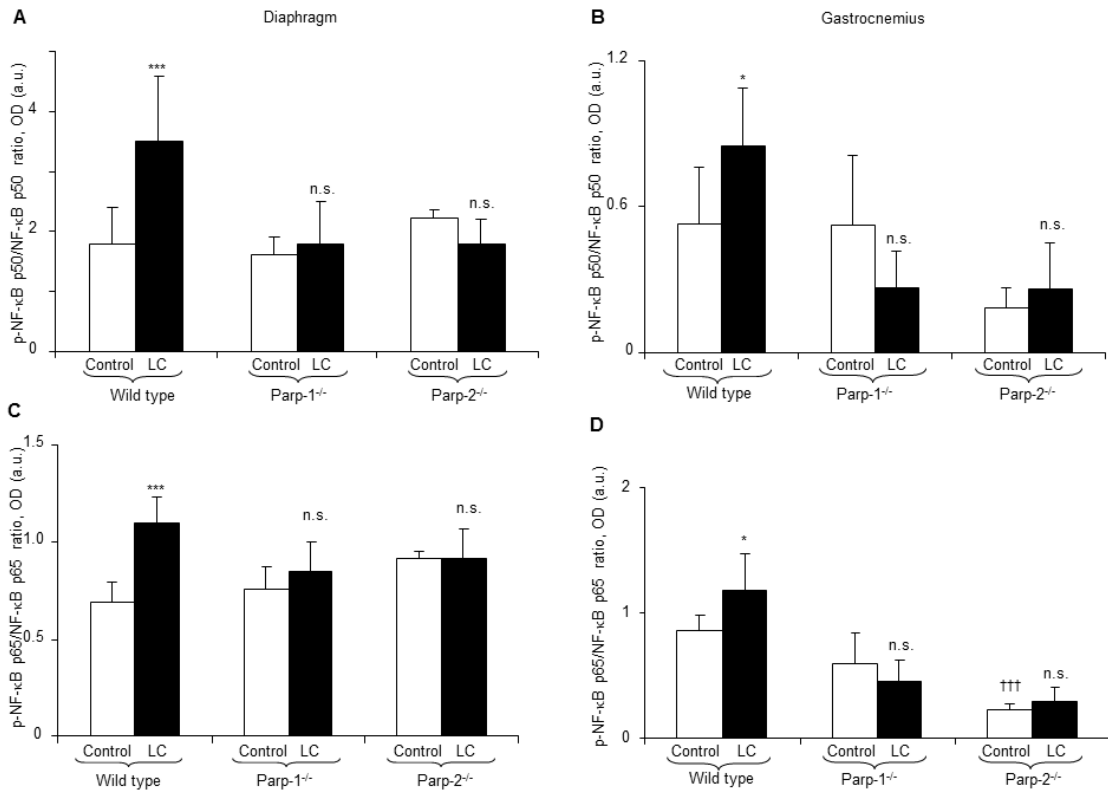 A
Diaphragm
p-NF-κB p50/NF-κB p50 ratio, OD (a.u.)
4
2
0
***
n.s.
n.s.
Control LC Control LC Control LC
Wild type Parp-1-/- Parp-2-/-
B
Gastrocnemius
p-NF-κB p50/NF-κB p50 ratio, OD (a.u.)
1.2
0.6
0
*
n.s.
n.s.
Control LC Control LC Control LC
Wild type Parp-1-/- Parp-2-/-
C
p-NF-κB p65/NF-κB p65 ratio, OD (a.u.)
1.5
1.0
0.5
0
***
n.s.
n.s.
Control LC Control LC Control LC
Wild type Parp-1-/- Parp-2-/-
D
p-NF-κB p65/NF-κB p65 ratio, OD (a.u.)
2
1
0
*
n.s.
†††
n.s.
Control LC Control LC Control LC
Wild type Parp-1-/- Parp-2-/-